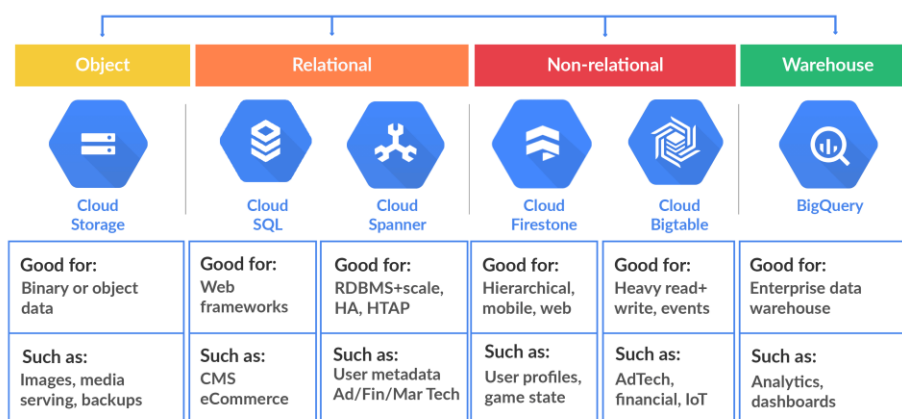 Object
Relational
Non-relational
Warehouse
Cloud
Storage
Cloud
SQL
Cloud
Spanner
Cloud
Firestone
Cloud
Bigtable
BigQuery
Good for:
Binary or object
data
Good for:
Web
frameworks
Good for:
RDBMS+scale,
HA, HTAP
Good for:
Hierarchical,
mobile, web
Good for:
Heavy read+
write, events
Good for:
Enterprise data
warehouse
Such as:
Images, media
serving, backups
Such as:
CMS
eCommerce
Such as:
User metadata
Ad/Fin/Mar Tech
Such as:
User profiles,
game state
Such as:
AdTech,
financial, IoT
Such as:
Analytics,
dashboards